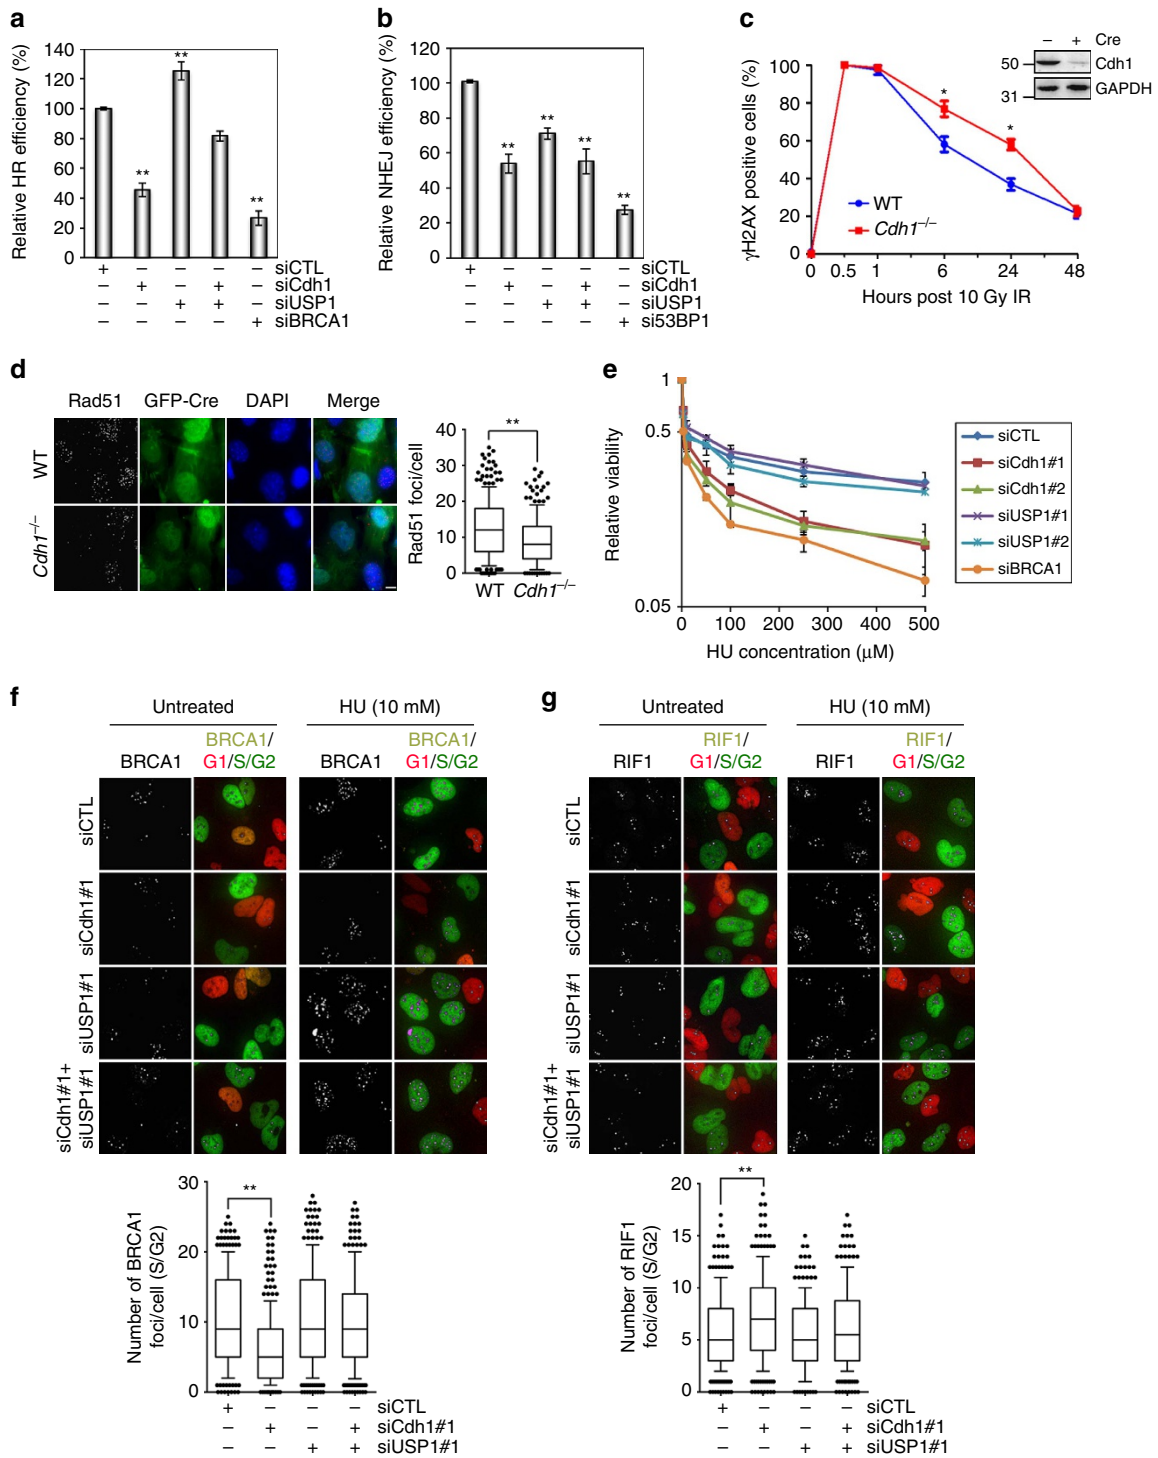 a
Relative HR efficiency (%)
140
120
100
80
60
40
20
0
**
**
**
+ – – – – siCTL
– + – + – siCdh1
– – + + – siUSP1
– – – – + siBRCA1
b
Relative NHEJ efficiency (%)
120
100
80
60
40
20
0
**
**
**
**
+ – – – – siCTL
– + – + – siCdh1
– – + + – siUSP1
– – – – + si53BP1
c
γH2AX positive cells (%)
100
80
60
40
20
0
*
*
WT
Cdh1–/–
0 0.5 1 6 24 48
Hours post 10 Gy IR
– + Cre
50 Cdh1
31 GAPDH
d
Rad51 GFP-Cre DAPI Merge
WT
Cdh1–/–
Rad51 foci/cell
40
30
20
10
0
**
WT Cdh1–/–
e
Relative viability
1
0.5
0.05
0 100 200 300 400 500
HU concentration (μM)
siCTL
siCdh1#1
siCdh1#2
siUSP1#1
siUSP1#2
siBRCA1
f
Untreated HU (10 mM)
BRCA1 BRCA1/
G1/S/G2
BRCA1 BRCA1/
G1/S/G2
siCTL
siCdh1#1
siUSP1#1
siCdh1#1+
siUSP1#1
Number of BRCA1
foci/cell (S/G2)
30
20
10
0
**
+ – – – siCTL
– + – + siCdh1#1
– – + + siUSP1#1
g
Untreated HU (10 mM)
RIF1 RIF1/
G1/S/G2
RIF1 RIF1/
G1/S/G2
siCTL
siCdh1#1
siUSP1#1
siCdh1#1+
siUSP1#1
Number of RIF1
foci/cell (S/G2)
20
15
10
5
0
**
+ – – – siCTL
– + – + siCdh1#1
– – + + siUSP1#1